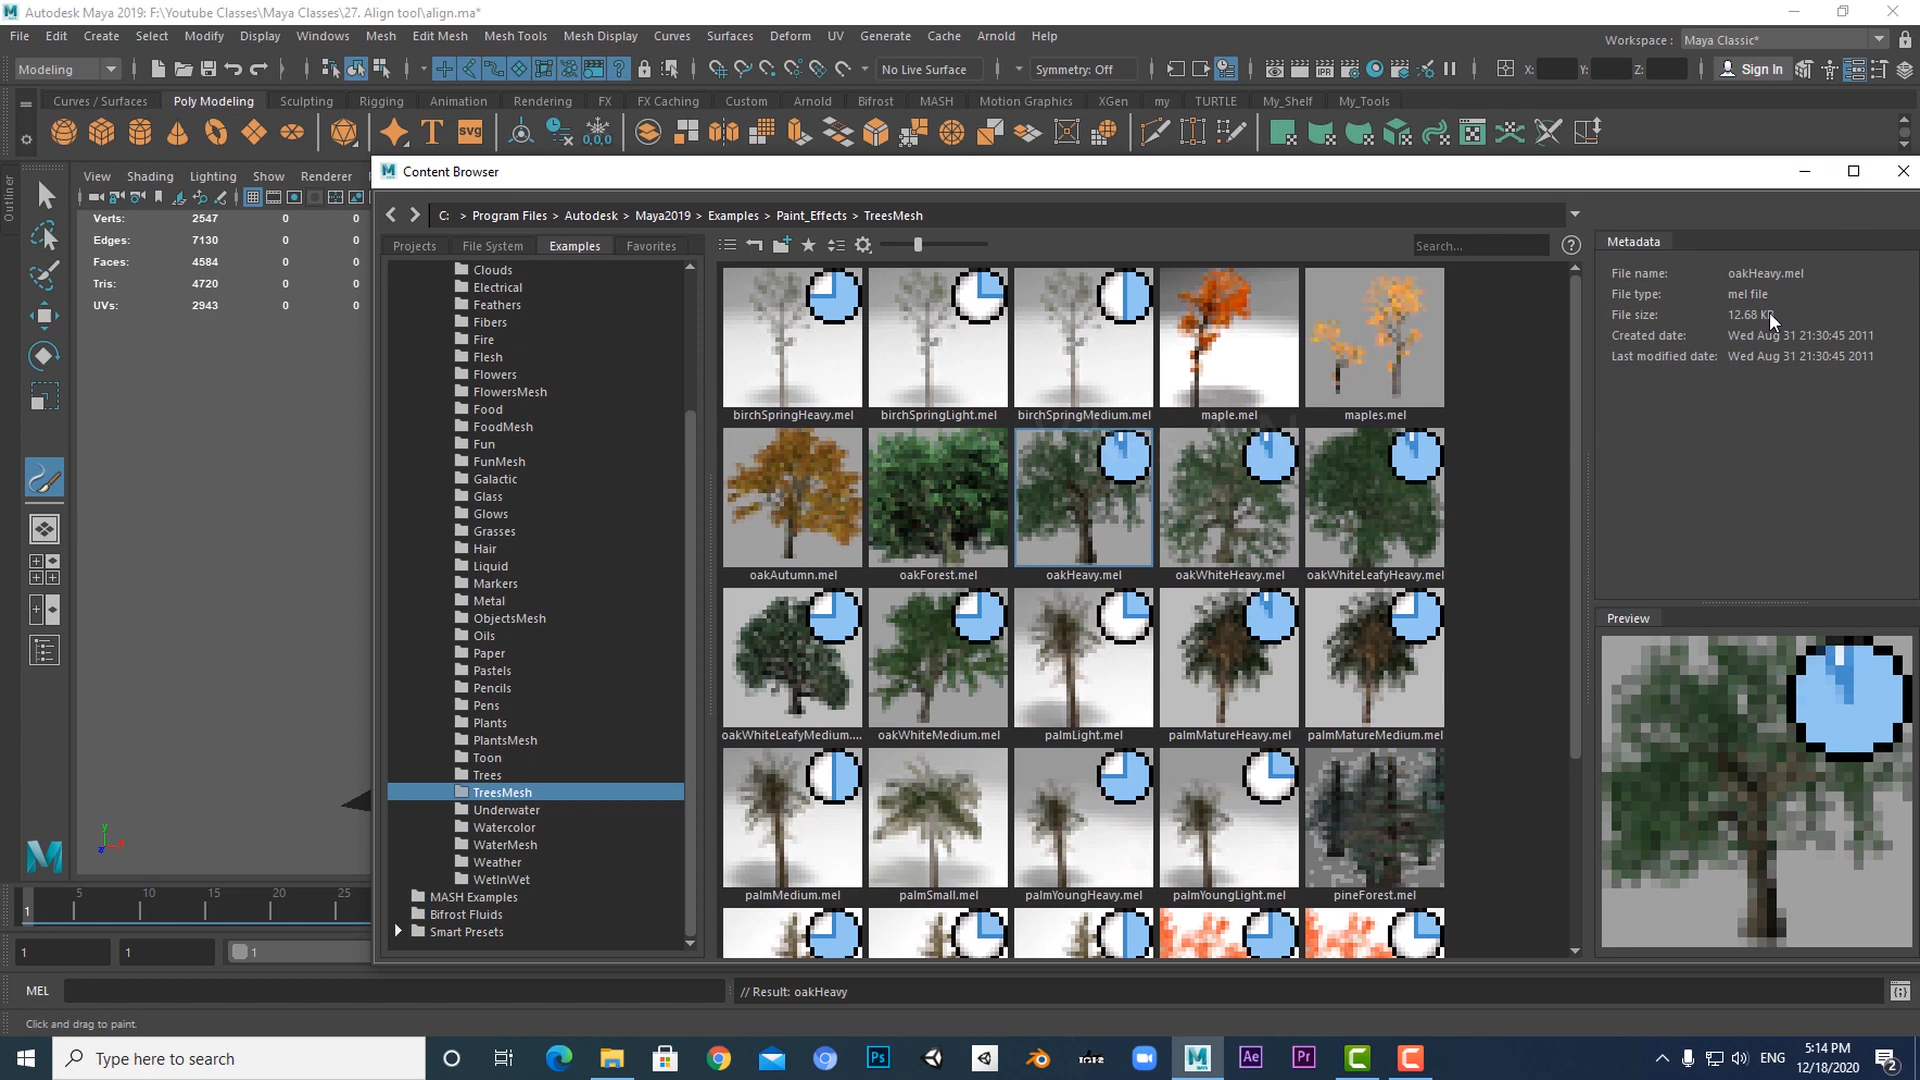 Autodesk Maya 2019: F:\Youtube Classes\Maya Classes\27. Align tool\align.ma*
File Edit Create Select Modify Display Windows Mesh Edit Mesh Mesh Tools Mesh Display Curves Surfaces Deform UV Generate Cache Arnold Help
Workspace : Maya Classic*
Modeling No Live Surface Symmetry: Off X: Y: Z: Sign In
Curves / Surfaces Poly Modeling Sculpting Rigging Animation Rendering FX FX Caching Custom Arnold Bifrost MASH Motion Graphics XGen my TURTLE My_Shelf My_Tools
T svg 0,0,0
Outliner
View Shading Lighting Show Renderer
Verts: 2547 0 0
Edges: 7130 0 0
Faces: 4584 0 0
Tris: 4720 0 0
UVs: 2943 0 0
Content Browser
C: > Program Files > Autodesk > Maya2019 > Examples > Paint_Effects > TreesMesh
Projects File System Examples Favorites
Search...
Clouds
Electrical
Feathers
Fibers
Fire
Flesh
Flowers
FlowersMesh
Food
FoodMesh
Fun
FunMesh
Galactic
Glass
Glows
Grasses
Hair
Liquid
Markers
Metal
ObjectsMesh
Oils
Paper
Pastels
Pencils
Pens
Plants
PlantsMesh
Toon
Trees
TreesMesh
Underwater
Watercolor
WaterMesh
Weather
WetInWet
MASH Examples
Bifrost Fluids
Smart Presets
birchSpringHeavy.mel birchSpringLight.mel birchSpringMedium.mel maple.mel maples.mel
oakAutumn.mel oakForest.mel oakHeavy.mel oakWhiteHeavy.mel oakWhiteLeafyHeavy.mel
oakWhiteLeafyMedium.... oakWhiteMedium.mel palmLight.mel palmMatureHeavy.mel palmMatureMedium.mel
palmMedium.mel palmSmall.mel palmYoungHeavy.mel palmYoungLight.mel pineForest.mel
Metadata
File name: oakHeavy.mel
File type: mel file
File size: 12.68 KB
Created date: Wed Aug 31 21:30:45 2011
Last modified date: Wed Aug 31 21:30:45 2011
Preview
y x z
5 10 15 20 25
1
1 1 1
MEL // Result: oakHeavy
Click and drag to paint.
Type here to search
Ps Ae Pr
ENG 5:14 PM
12/18/2020
2